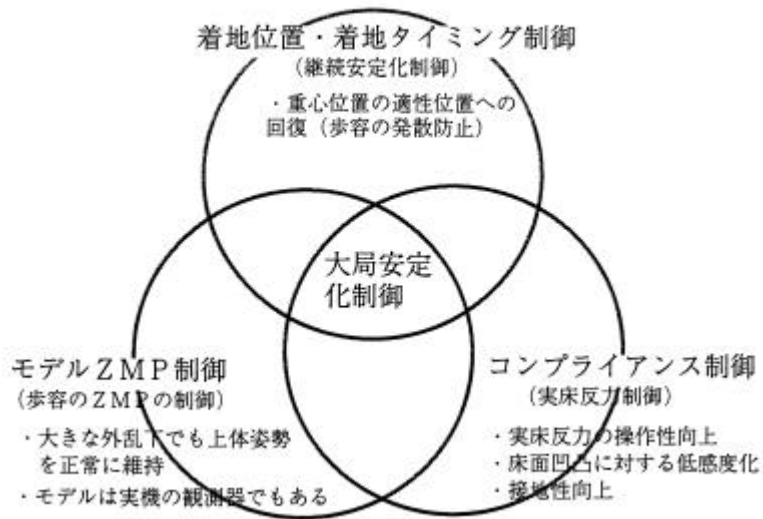 着地位置・着地タイミング制御
(継続安定化制御)
・重心位置の適性位置への
回復(歩容の発散防止)
大局安定
化制御
モデルZMP制御
(歩容のZMPの制御)
・大きな外乱下でも上体姿勢
を正常に維持
・モデルは実機の観測器でもある
コンプライアンス制御
(実床反力制御)
・実床反力の操作性向上
・床面凹凸に対する低感度化
・接地性向上